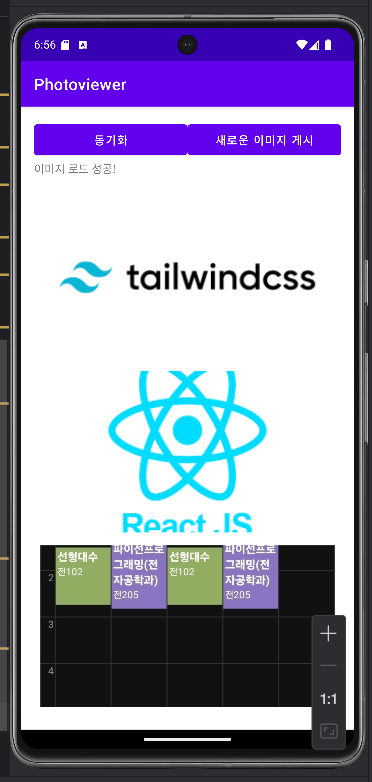 6:56
Photoviewer
동기화
새로운 이미지 게시
이미지 로드 성공!
tailwindcss
React JS
선형대수
전102
파이썬프로
그래밍(전
자공학과)
전205
선형대수
전102
파이썬프로
그래밍(전
자공학과)
전205
2
3
4
1:1